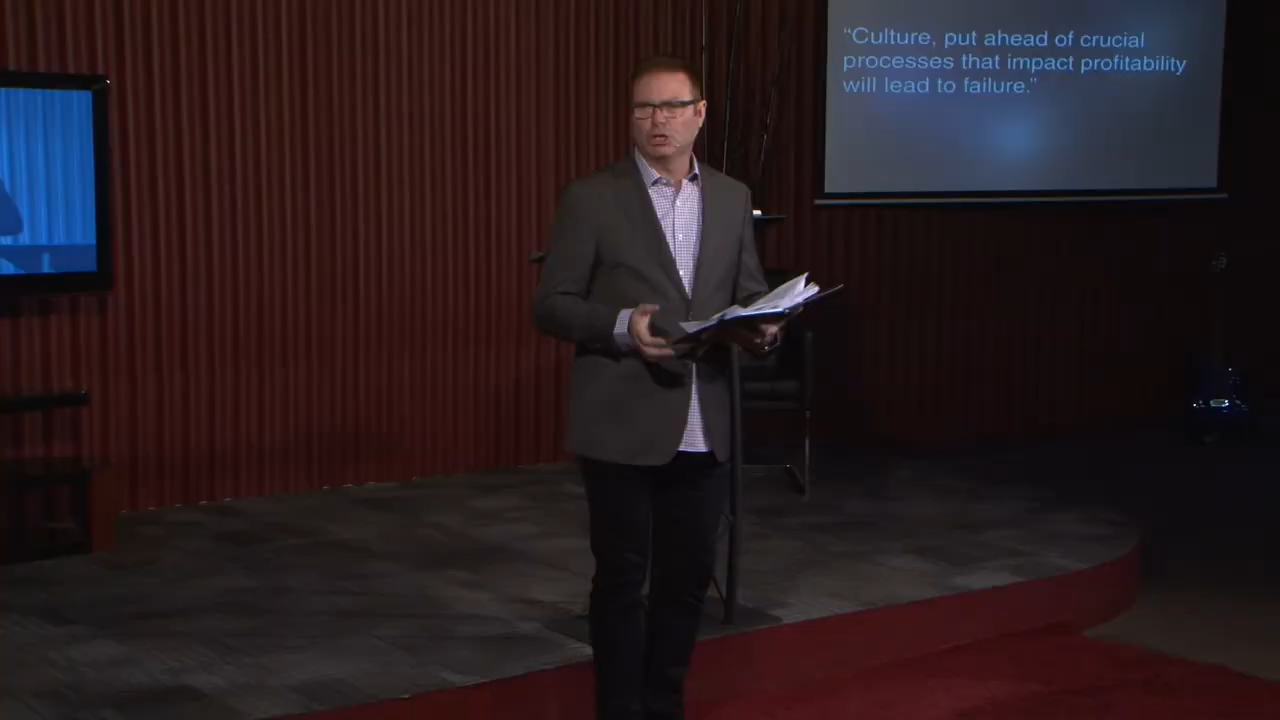 “Culture, put ahead of crucial
processes that impact profitability
will lead to failure.”